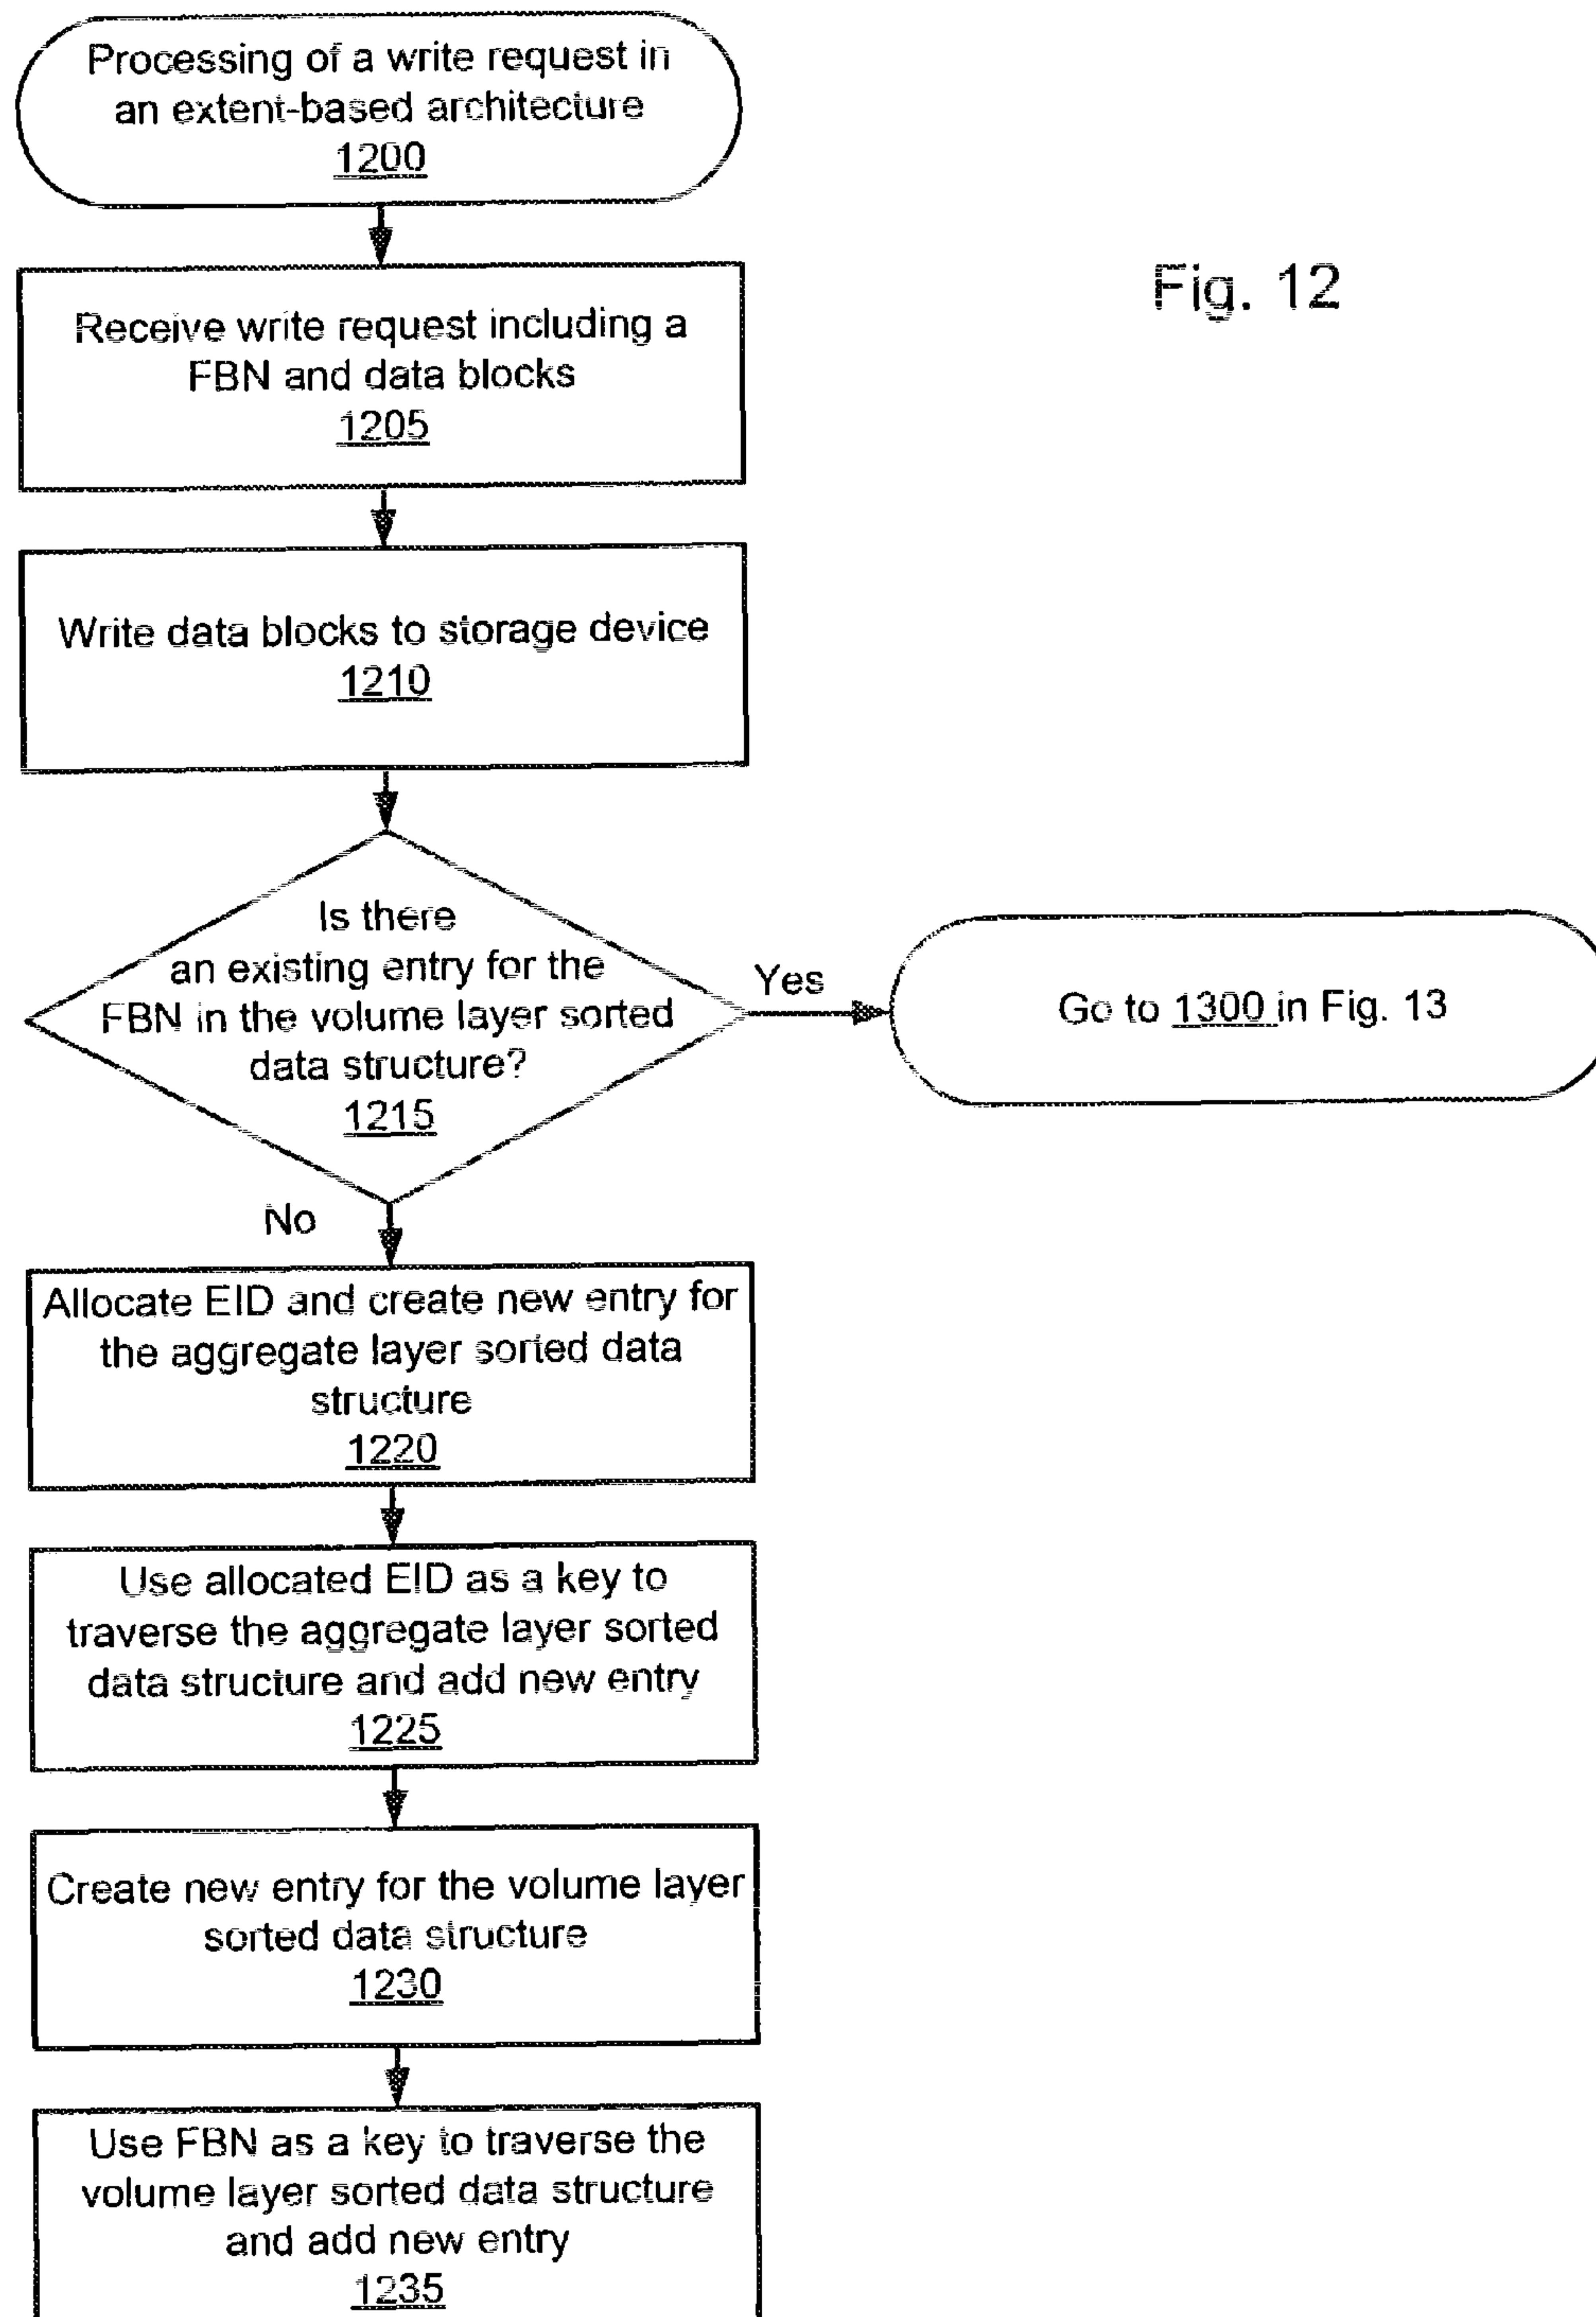 Processing of a write request in
an extent-based architecture
1200
Fig. 12
Receive write request including a
FBN and data blocks
1205
Write data blocks to storage device
1210
Is there
an existing entry for the
FBN in the volume layer sorted
data structure?
1215
Yes
Go to 1300 in Fig. 13
No
Allocate EID and create new entry for
the aggregate layer sorted data
structure
1220
Use allocated EID as a key to
traverse the aggregate layer sorted
data structure and add new entry
1225
Create new entry for the volume layer
sorted data structure
1230
Use FBN as a key to traverse the
volume layer sorted data structure
and add new entry
1235